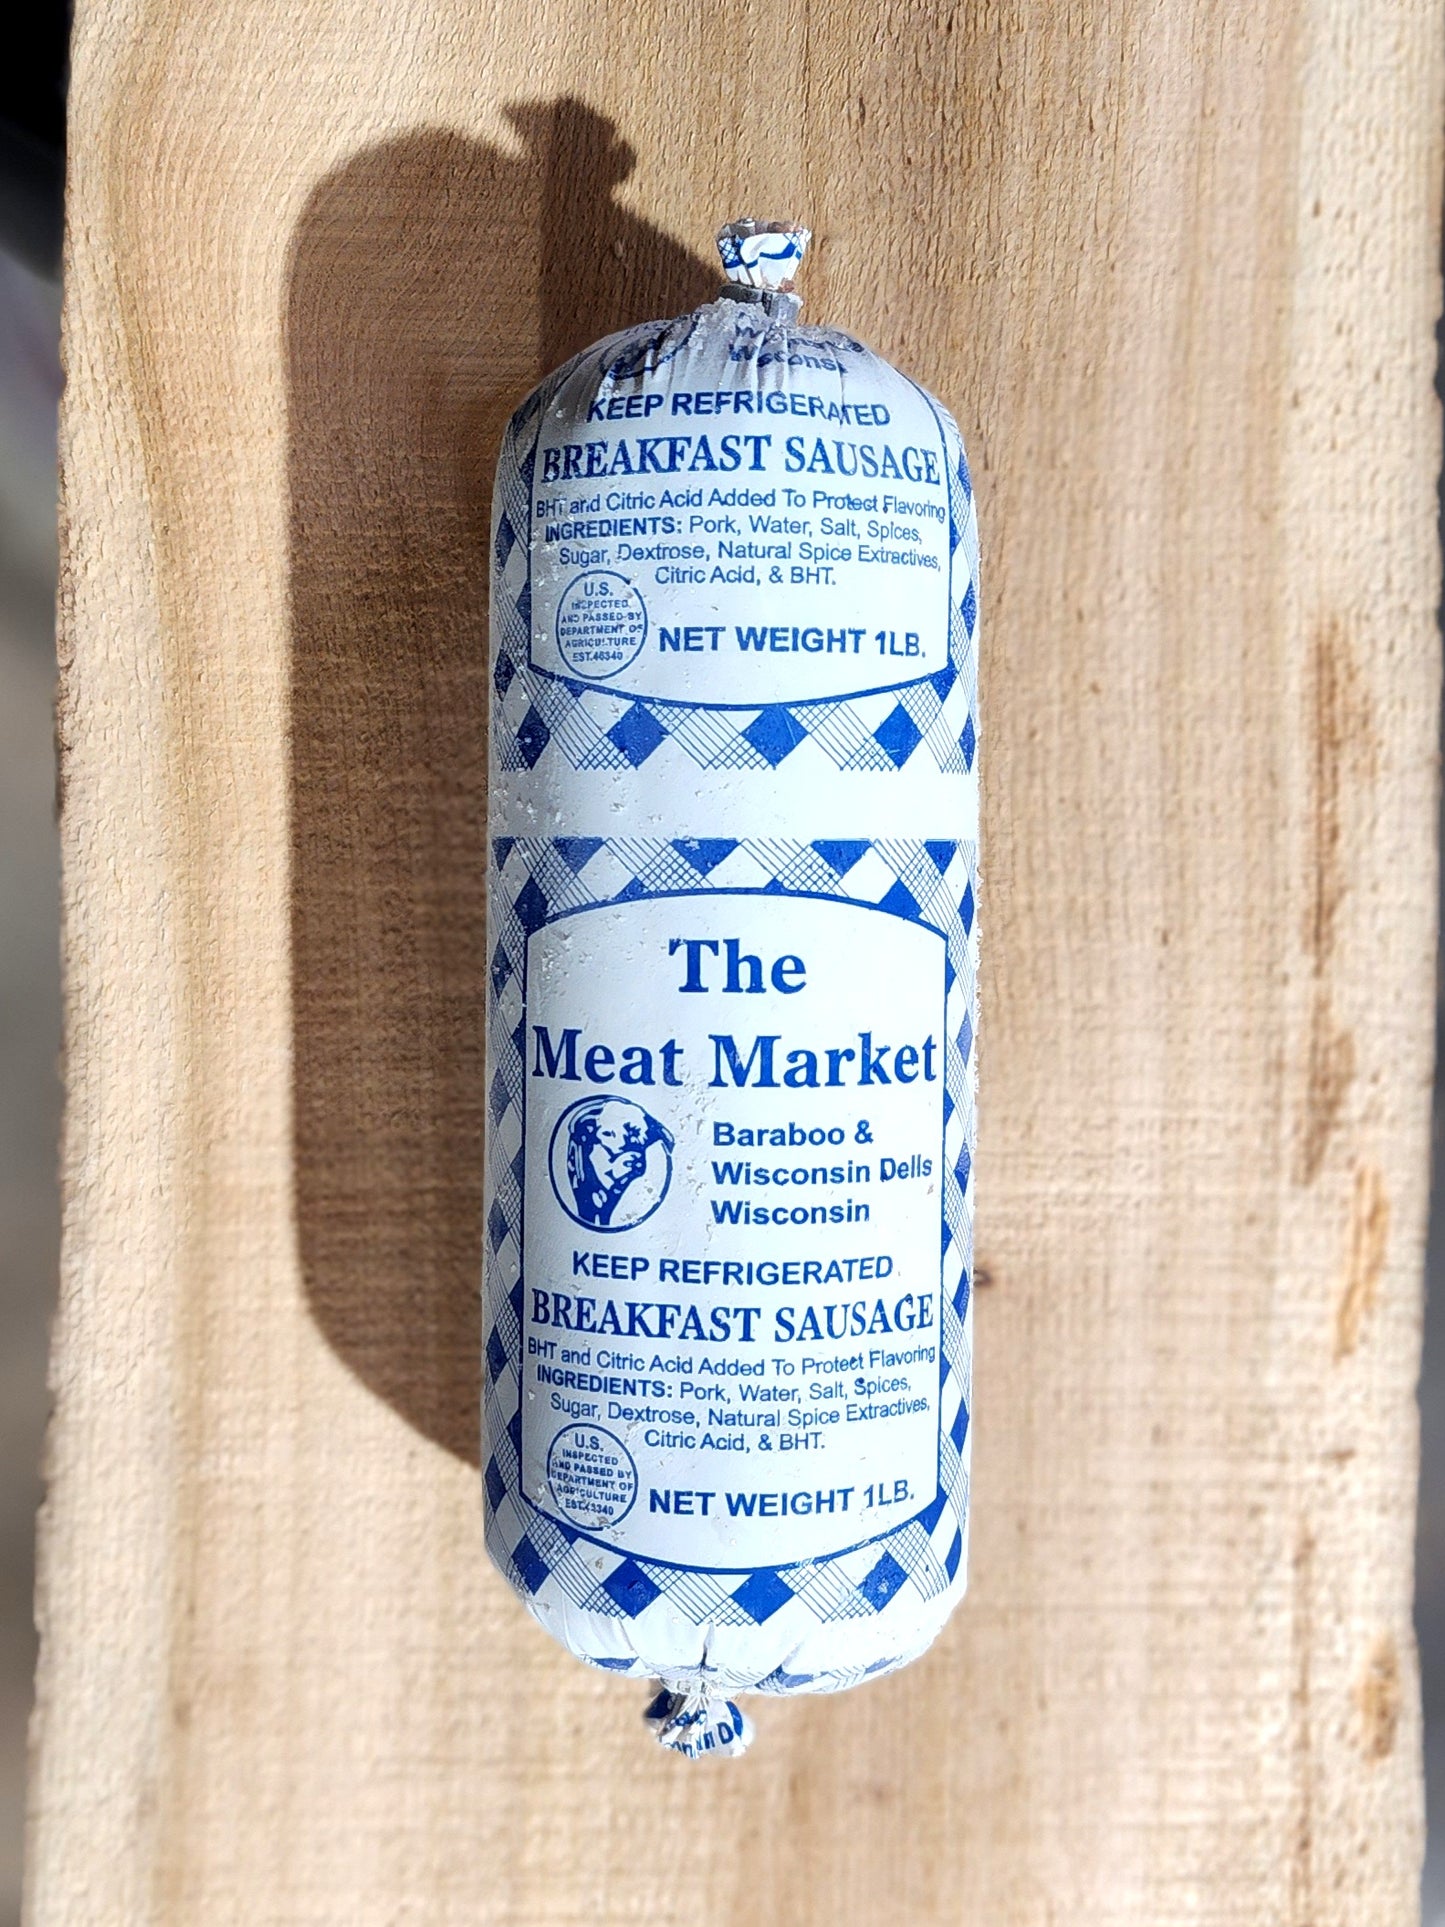 Wisconsi
KEEP REFRIGERATED
BREAKFAST SAUSAGE
BHT and Citric Acid Added To Protect Flavoring
INGREDIENTS: Pork, Water, Salt, Spices,
Sugar, Dextrose, Natural Spice Extractives,
Citric Acid, & BHT.
U.S.
INSPECTED
AND PASSED BY
DEPARTMENT OF
AGRICULTURE
EST.46340
NET WEIGHT 1LB.
The
Meat Market
Baraboo &
Wisconsin Dells
Wisconsin
KEEP REFRIGERATED
BREAKFAST SAUSAGE
BHT and Citric Acid Added To Protect Flavoring
INGREDIENTS: Pork, Water, Salt, Spices,
Sugar, Dextrose, Natural Spice Extractives,
Citric Acid, & BHT.
U.S.
INSPECTED
AND PASSED BY
DEPARTMENT OF
AGRICULTURE
NET WEIGHT 1LB.